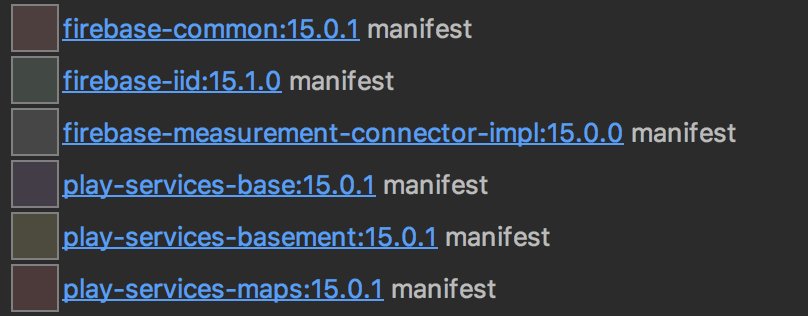 firebase-common:15.0.1 manifest
firebase-iid:15.1.0 manifest
firebase-measurement-connector-impl:15.0.0 manifest
play-services-base:15.0.1 manifest
play-services-basement:15.0.1 manifest
play-services-maps:15.0.1 manifest